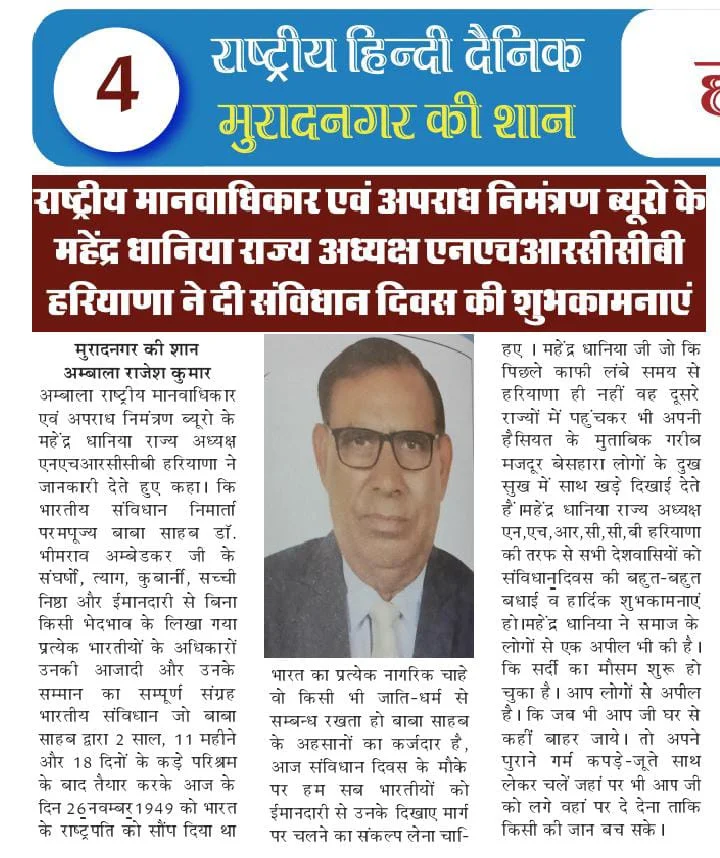 4
राष्ट्रीय हिन्दी दैनिक
मुरादनगर की शान
राष्ट्रीय मानवाधिकार एवं अपराध निमंत्रण ब्यूरो के
महेंद्र धानिया राज्य अध्यक्ष एनएचआरसीसीबी
हरियाणा ने दी संविधान दिवस की शुभकामनाएं
मुरादनगर की शान
अम्बाला राजेश कुमार
अम्बाला राष्ट्रीय मानवाधिकार
एवं अपराध निमंत्रण ब्यूरो के
महेंद्र धानिया राज्य अध्यक्ष
एनएचआरसीसीबी हरियाणा ने
जानकारी देते हुए कहा। कि
भारतीय संविधान निमार्ता
परमपूज्य बाबा साहब डॉ.
भीमराव अम्बेडकर जी के
संघर्षो, त्याग, कुबार्नी, सच्ची
निष्ठा और ईमानदारी से बिना
किसी भेदभाव के लिखा गया
प्रत्येक भारतीयों के अधिकारों
उनकी आजादी और उनके
सम्मान का सम्पूर्ण संग्रह
भारतीय संविधान जो बाबा
साहब द्वारा 2 साल, 11 महीने
और 18 दिनों के कड़े परिश्रम
के बाद तैयार करके आज के
दिन 26नवम्बर1949 को भारत
के राष्ट्रपति को सौंप दिया था
भारत का प्रत्येक नागरिक चाहे
वो किसी भी जाति-धर्म से
सम्बन्ध रखता हो बाबा साहब
के अहसानों का कर्जदार है,
आज संविधान दिवस के मौके
पर हम सब भारतीयों को
ईमानदारी से उनके दिखाए मार्ग
पर चलने का संकल्प लेना चाहि-
हए । महेंद्र धानिया जी जो कि
पिछले काफी लंबे समय से
हरियाणा ही नहीं वह दूसरे
राज्यों में पहुंचकर भी अपनी
हैसियत के मुताबिक गरीब
मजदूर बेसहारा लोगों के दुख
सुख में साथ खड़े दिखाई देते
हैं।महेंद्र धानिया राज्य अध्यक्ष
एन,एच,आर,सी,सी,बी हरियाणा
की तरफ से सभी देशवासियों को
संविधानदिवस की बहुत-बहुत
बधाई व हार्दिक शुभकामनाएं
हो।महेंद्र धानिया ने समाज के
लोगों से एक अपील भी की है।
कि सर्दी का मौसम शुरू हो
चुका है। आप लोगों से अपील
है। कि जब भी आप जी घर से
कहीं बाहर जाये। तो अपने
पुराने गर्म कपड़े-जूते साथ
लेकर चलें जहां पर भी आप जी
को लगे वहां पर दे देना ताकि
किसी की जान बच सके।